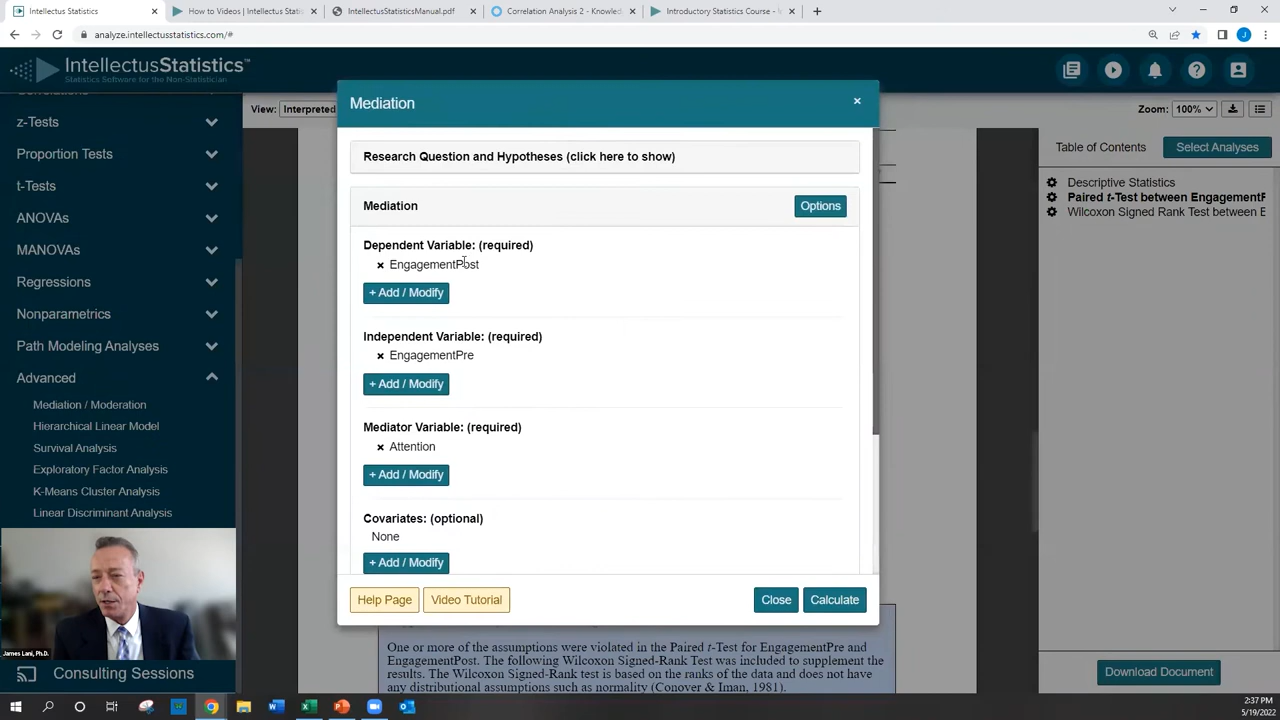 Intellectus Statistics
How to Videos | Intellectus Stati
IntellectusStatisticsManual.pdf
Correlation Analysis 2 - Knowled
Introductory Statistics Course - I
analyze.intellectusstatistics.com/#
IntellectusStatistics™
Statistics Software for the Non-Statistician
Correlations
z-Tests
Proportion Tests
t-Tests
ANOVAs
MANOVAs
Regressions
Nonparametrics
Path Modeling Analyses
Advanced
Mediation / Moderation
Hierarchical Linear Model
Survival Analysis
Exploratory Factor Analysis
K-Means Cluster Analysis
Linear Discriminant Analysis
James Lani, Ph.D.
Consulting Sessions
View: Interpreted
Zoom: 100%
Mediation
Research Question and Hypotheses (click here to show)
Mediation
Options
Dependent Variable: (required)
× EngagementPost
+ Add / Modify
Independent Variable: (required)
× EngagementPre
+ Add / Modify
Mediator Variable: (required)
× Attention
+ Add / Modify
Covariates: (optional)
None
+ Add / Modify
Help Page
Video Tutorial
Close
Calculate
One or more of the assumptions were violated in the Paired t-Test for EngagementPre and
EngagementPost. The following Wilcoxon Signed-Rank Test was included to supplement the
results. The Wilcoxon Signed-Rank test is based on the ranks of the data and does not have
any distributional assumptions such as normality (Conover & Iman, 1981).
Table of Contents
Select Analyses
Descriptive Statistics
Paired t-Test between EngagementF
Wilcoxon Signed Rank Test between E
Download Document
2:37 PM
5/19/2022